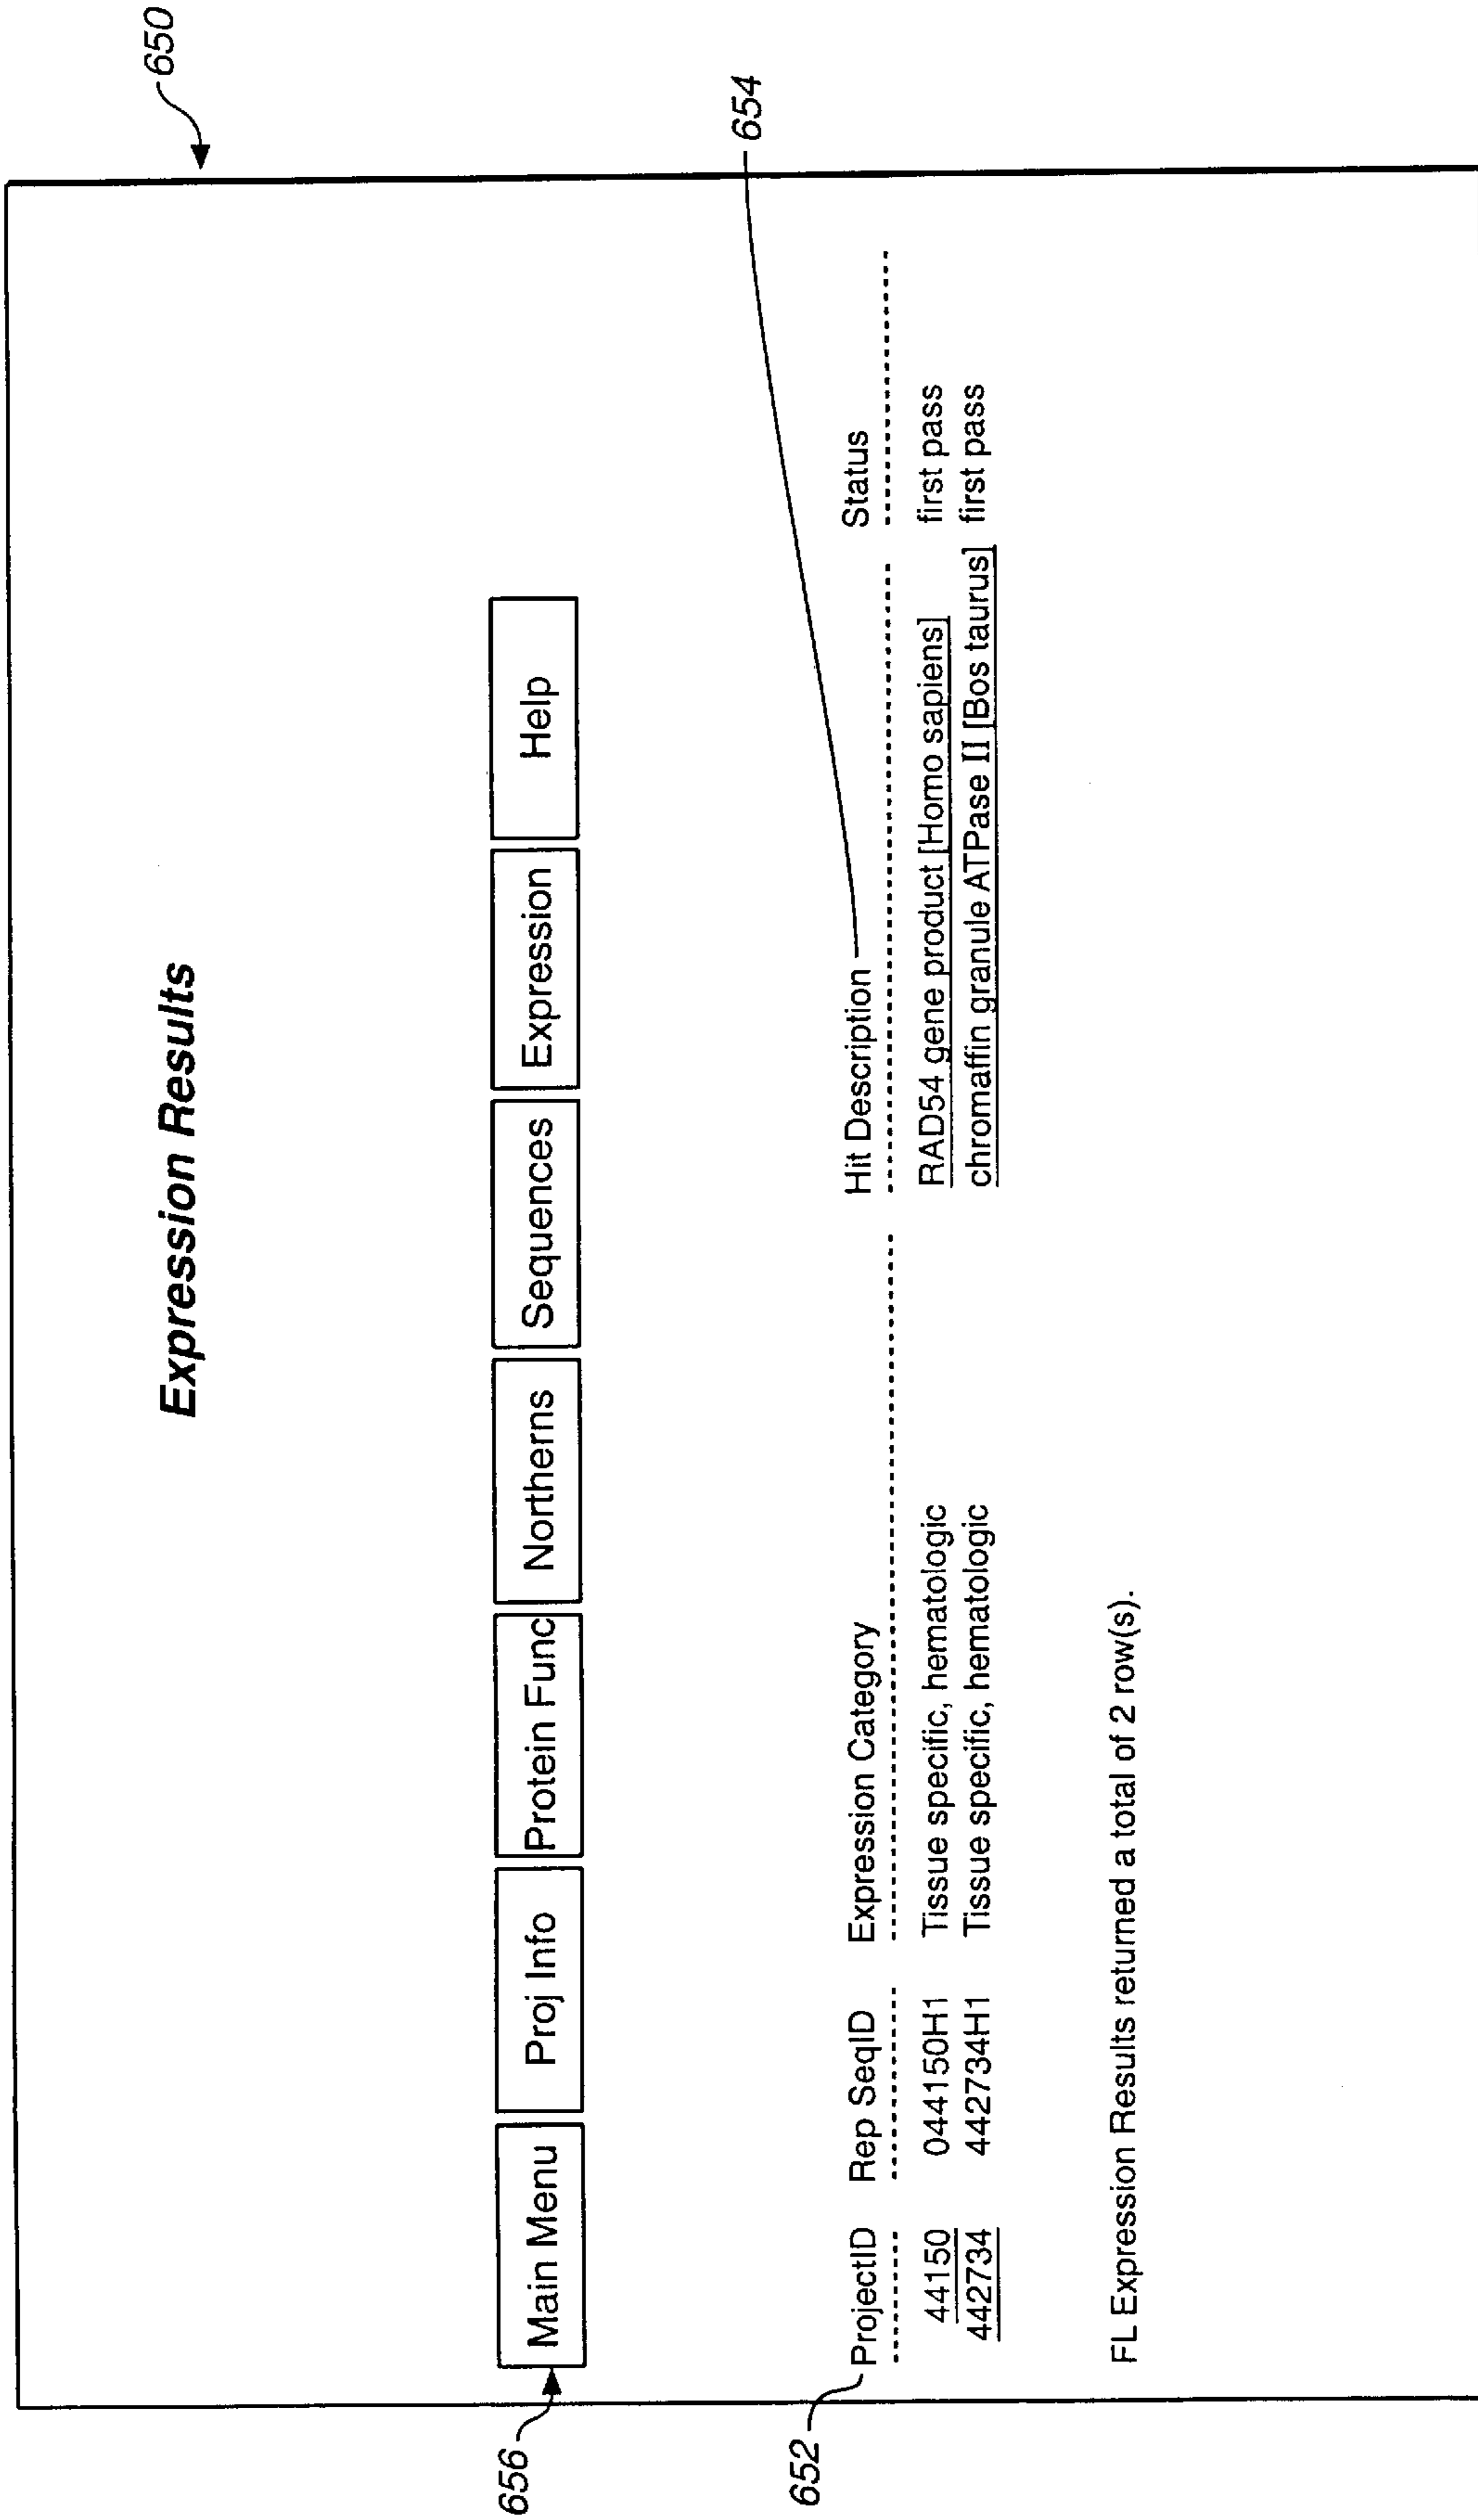 650
Expression Results
656
Main Menu Proj Info Protein Func Northerns Sequences Expression Help
654
652
ProjectID Rep SeqID Expression Category Hit Description Status
44150 044150H1 Tissue specific, hematologic RAD54 gene product [Homo sapiens] first pass
442734 442734H1 Tissue specific, hematologic chromaffin granule ATPase II [Bos taurus] first pass
FL Expression Results returned a total of 2 row(s).